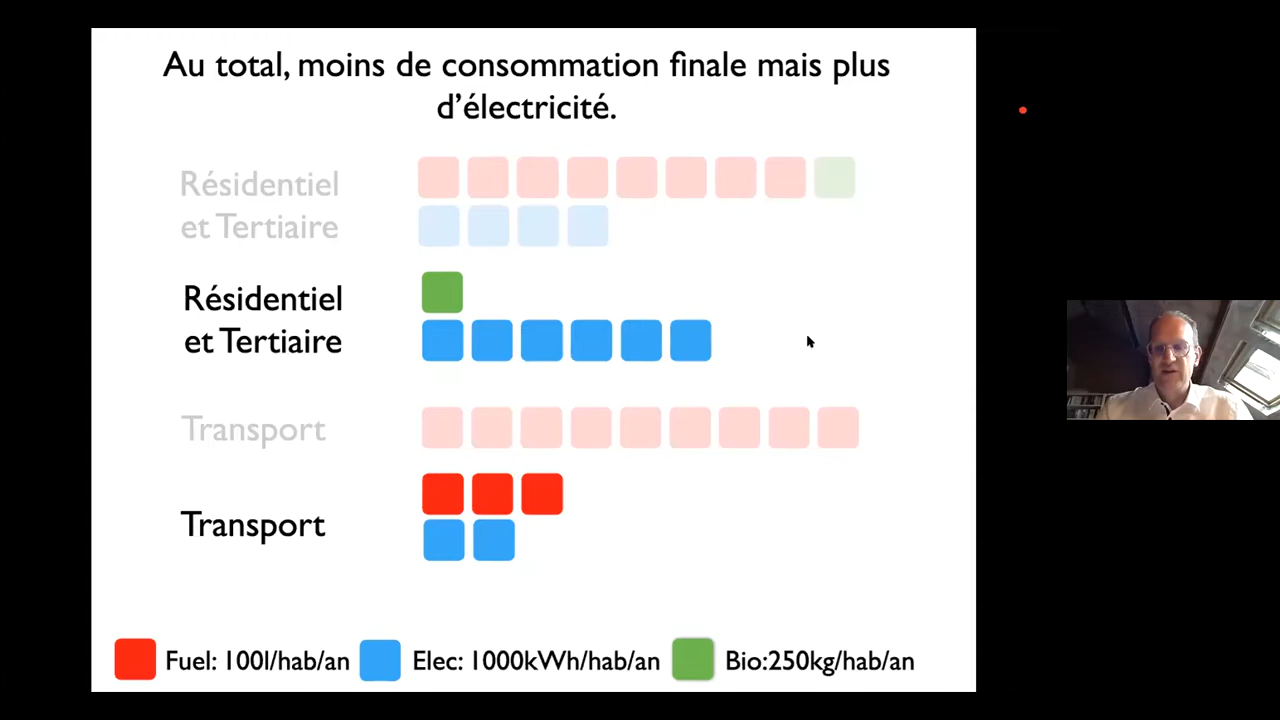 Au total, moins de consommation finale mais plus
d’électricité.
Résidentiel
et Tertiaire
Résidentiel
et Tertiaire
Transport
Transport
Fuel: 100l/hab/an
Elec: 1000kWh/hab/an
Bio:250kg/hab/an